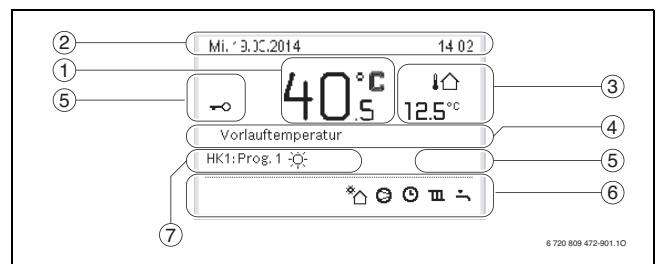 ② Mi. 14 02
① 40.5 °C
③ 12.5°C
⑤
④ Vorlauftemperatur
⑦ HK1: Prog. 1
⑤
⑥
6 720 809 472-901.1O